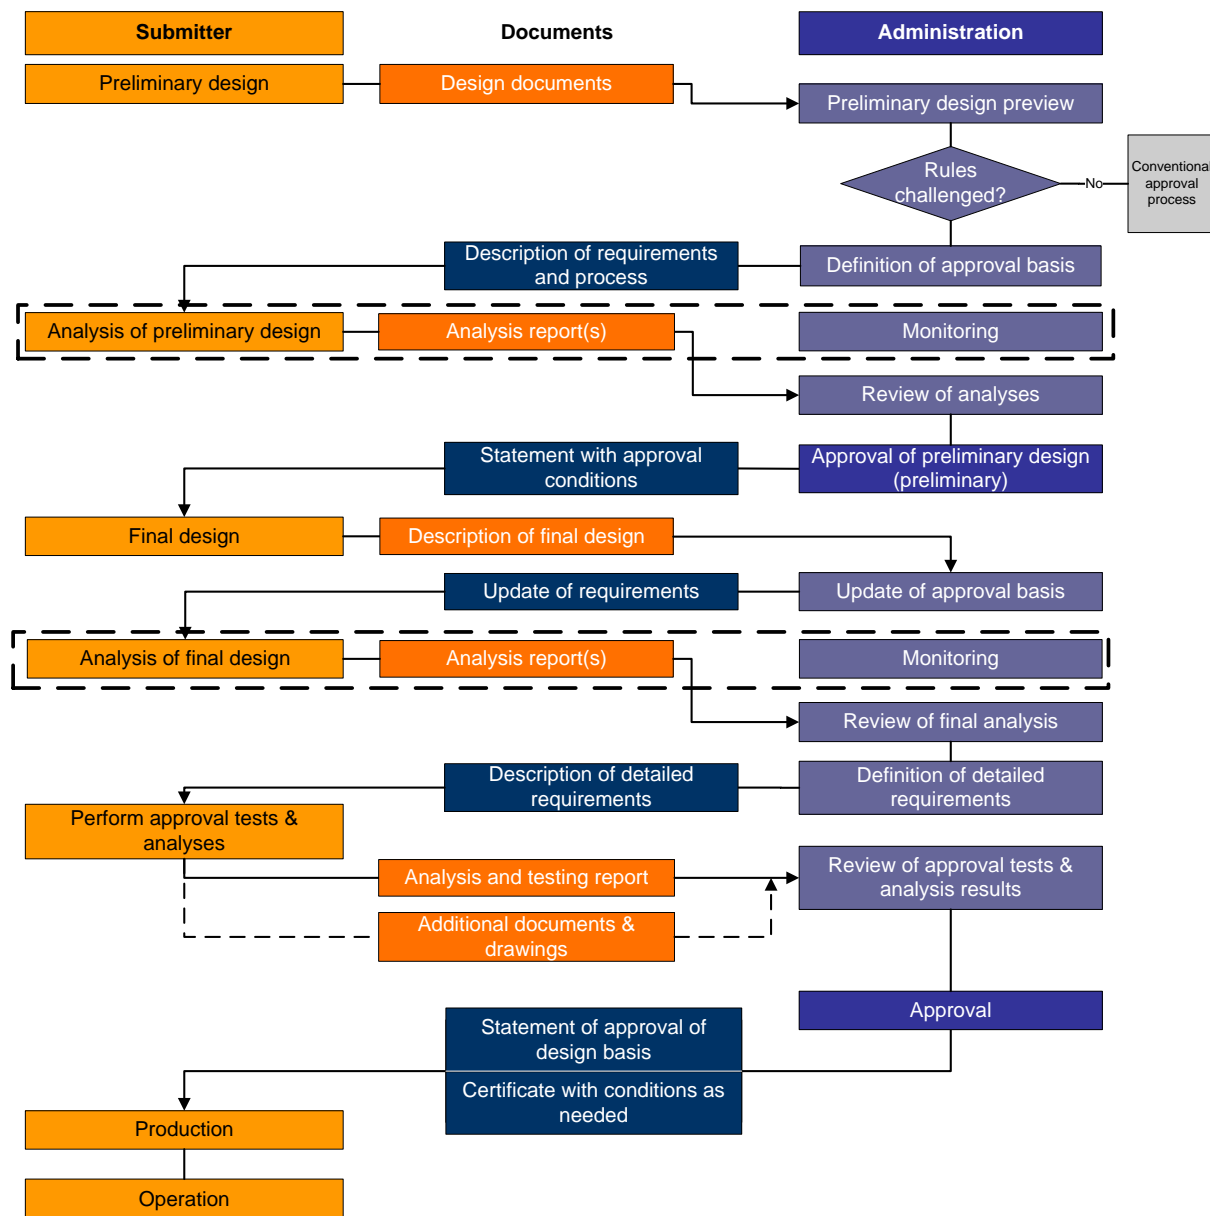 Submitter
Documents
Administration
Preliminary design
Design documents
Preliminary design preview
Rules
challenged?
No
Conventional
approval
process
Description of requirements
and process
Definition of approval basis
Analysis of preliminary design
Analysis report(s)
Monitoring
Review of analyses
Statement with approval
conditions
Approval of preliminary design
(preliminary)
Final design
Description of final design
Update of requirements
Update of approval basis
Analysis of final design
Analysis report(s)
Monitoring
Review of final analysis
Description of detailed
requirements
Definition of detailed
requirements
Perform approval tests &
analyses
Analysis and testing report
Review of approval tests &
analysis results
Additional documents &
drawings
Approval
Statement of approval of
design basis
Certificate with conditions as
needed
Production
Operation